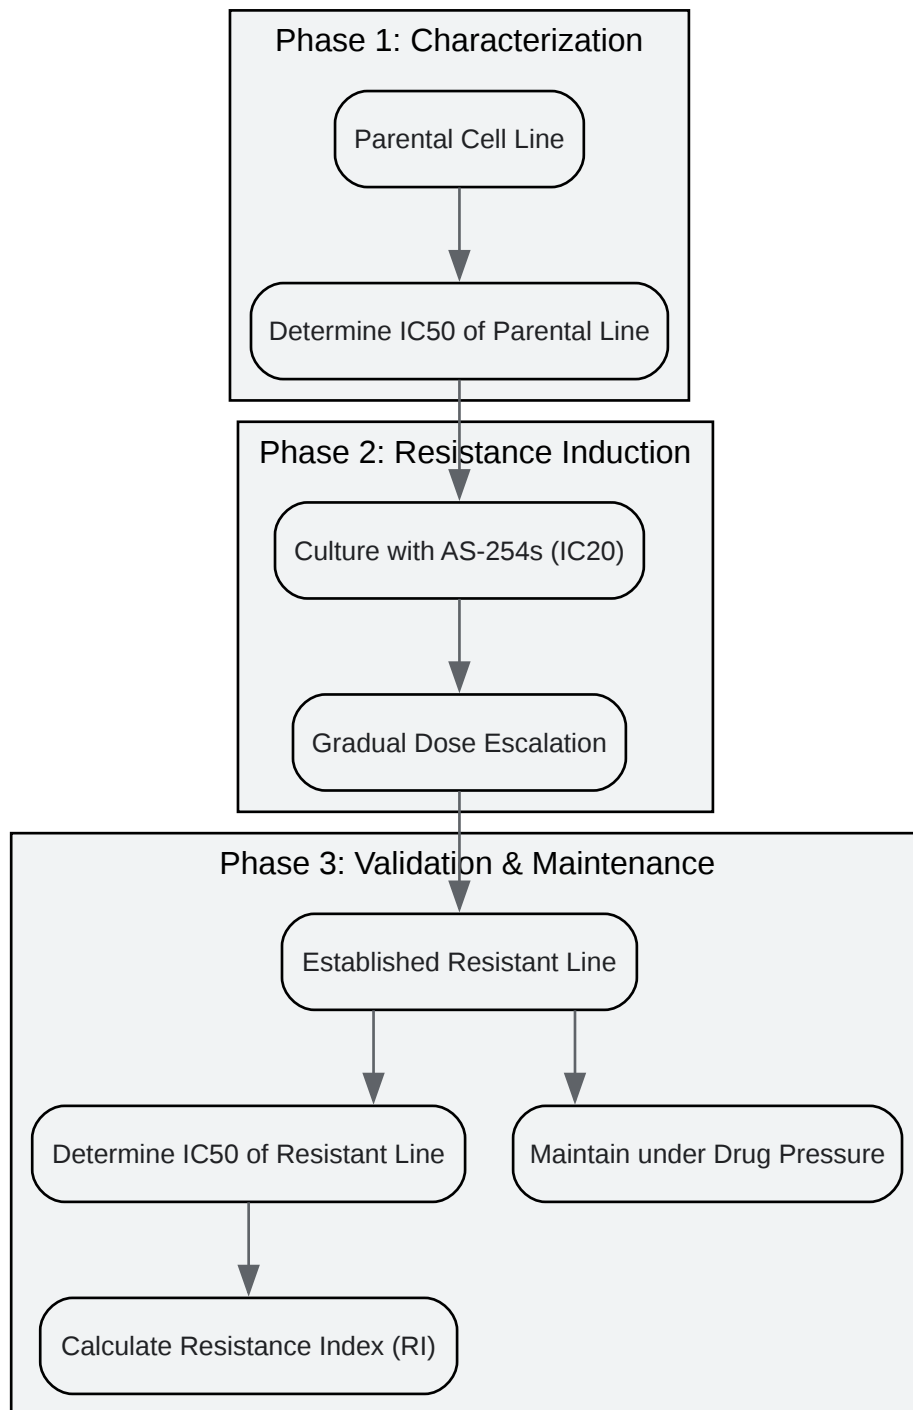 Phase 1: Characterization
Parental Cell Line
Determine IC50 of Parental Line
Phase 2: Resistance Induction
Culture with AS-254s (IC20)
Gradual Dose Escalation
Phase 3: Validation & Maintenance
Established Resistant Line
Determine IC50 of Resistant Line
Maintain under Drug Pressure
Calculate Resistance Index (RI)